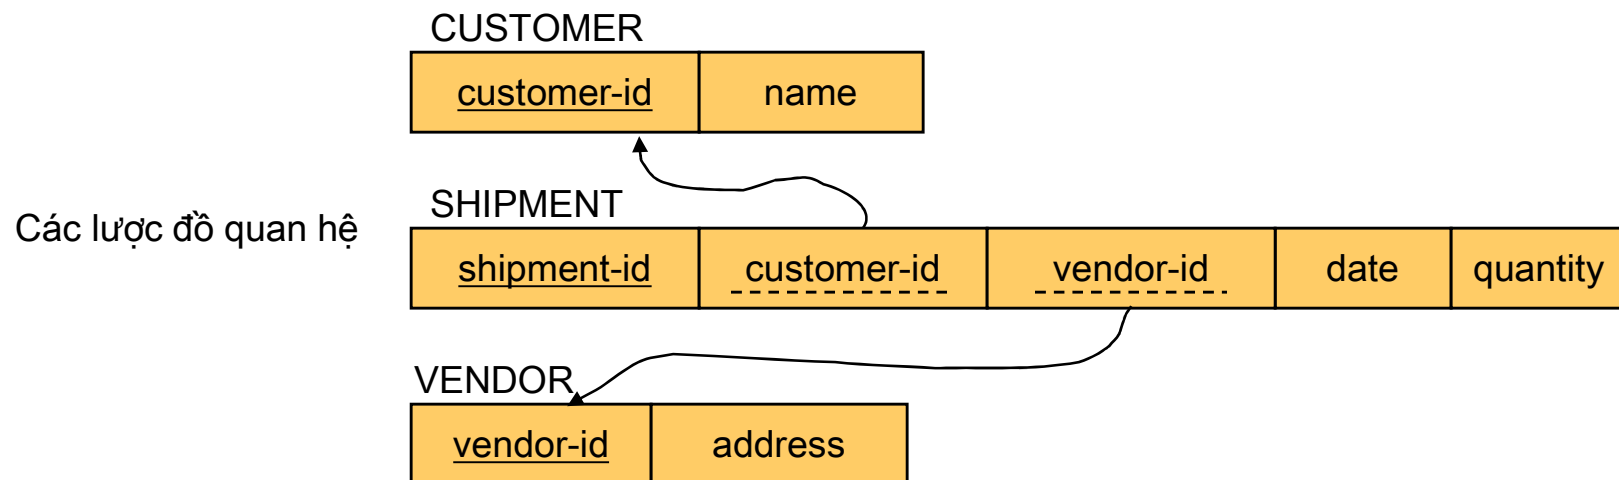 CUSTOMER
customer-id name
Các lược đồ quan hệ
SHIPMENT
shipment-id customer-id vendor-id date quantity
VENDOR
vendor-id address